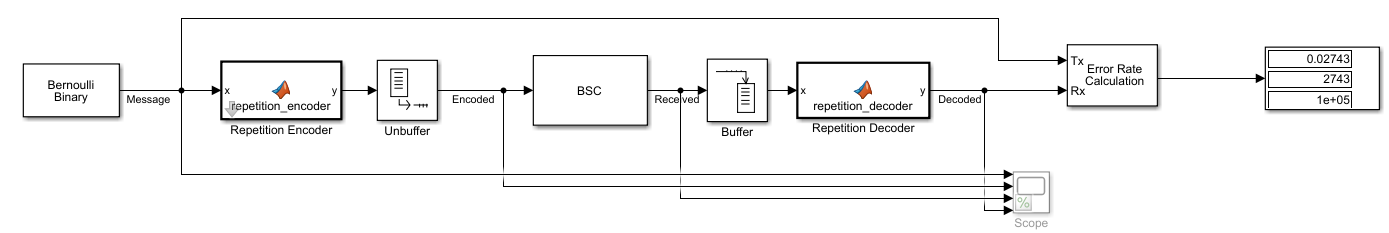 Bernoulli
Binary
Message
x
repetition_encoder
y
Repetition Encoder
Unbuffer
Encoded
BSC
Received
Buffer
x
repetition_decoder
y
Repetition Decoder
Decoded
Tx
Rx
Error Rate
Calculation
0.02743
2743
1e+05
%
Scope